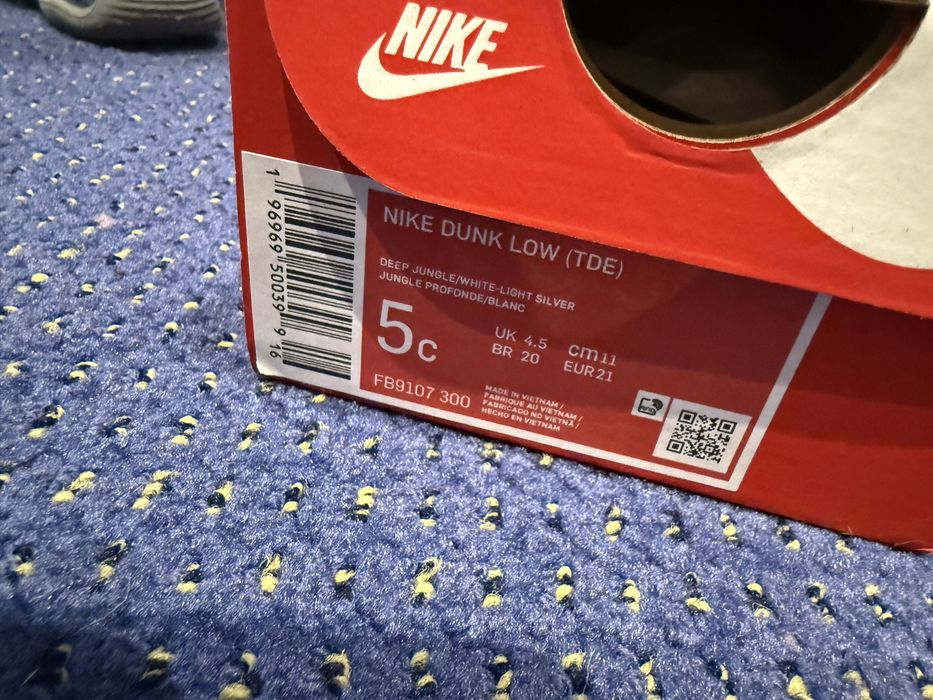 NIKE
NIKE DUNK LOW (TDE)
DEEP JUNGLE/WHITE-LIGHT SILVER
JUNGLE PROFONDE/BLANC
5C
UK 4.5 cm 11
BR 20 EUR 21
FB9107 300
MADE IN VIETNAM /
FABRIQUE AU VIETNAM /
FABRICADO NO VIETNÃ /
HECHO EN VIETNAM
1 96969 50039 9 16